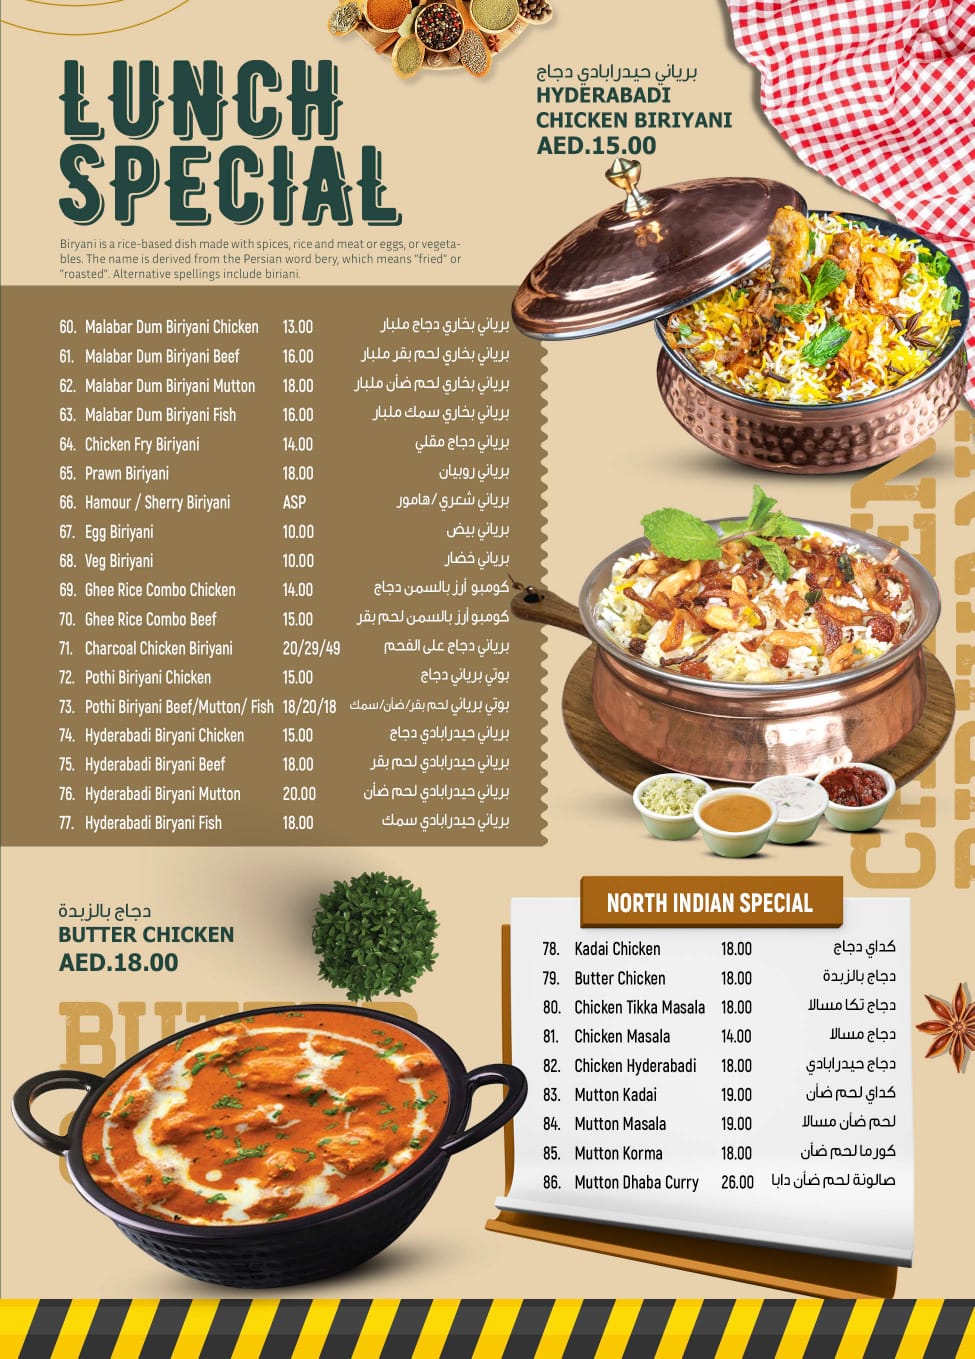 LUNCH
SPECIAL
Biryani is a rice-based dish made with spices, rice and meat or eggs, or vegeta-
bles. The name is derived from the Persian word bery, which means "fried" or
"roasted". Alternative spellings include biriani.
برياني حيدرابادي دجاج
HYDERABADI
CHICKEN BIRIYANI
AED.15.00
60. Malabar Dum Biriyani Chicken 13.00 برياني بخاري دجاج مليبار
61. Malabar Dum Biriyani Beef 16.00 برياني بخاري لحم بقر مليبار
62. Malabar Dum Biriyani Mutton 18.00 برياني بخاري لحم ضأن مليبار
63. Malabar Dum Biriyani Fish 16.00 برياني بخاري سمك مليبار
64. Chicken Fry Biriyani 14.00 برياني دجاج مقلي
65. Prawn Biriyani 18.00 برياني روبيان
66. Hamour / Sherry Biriyani ASP برياني شعري /هامور
67. Egg Biriyani 10.00 برياني بيض
68. Veg Biriyani 10.00 برياني خضار
69. Ghee Rice Combo Chicken 14.00 كومبو أرز بالسمن دجاج
70. Ghee Rice Combo Beef 15.00 كومبو أرز بالسمن لحم بقر
71. Charcoal Chicken Biriyani 20/29/49 برياني دجاج على الفحم
72. Pothi Biriyani Chicken 15.00 بوتي برياني دجاج
73. Pothi Biriyani Beef/Mutton/ Fish 18/20/18 بوتي برياني لحم بقر/ضأن/سمك
74. Hyderabadi Biryani Chicken 15.00 برياني حيدرابادي دجاج
75. Hyderabadi Biryani Beef 18.00 برياني حيدرابادي لحم بقر
76. Hyderabadi Biryani Mutton 20.00 برياني حيدرابادي لحم ضأن
77. Hyderabadi Biryani Fish 18.00 برياني حيدرابادي سمك
دجاج بالزبدة
BUTTER CHICKEN
AED.18.00
NORTH INDIAN SPECIAL
78. Kadai Chicken 18.00 كداي دجاج
79. Butter Chicken 18.00 دجاج بالزبدة
80. Chicken Tikka Masala 18.00 دجاج تكا مسالا
81. Chicken Masala 14.00 دجاج مسالا
82. Chicken Hyderabadi 18.00 دجاج حيدرابادي
83. Mutton Kadai 19.00 كداي لحم ضأن
84. Mutton Masala 19.00 لحم ضأن مسالا
85. Mutton Korma 18.00 كورما لحم ضأن
86. Mutton Dhaba Curry 26.00 صالونة لحم ضأن دابا